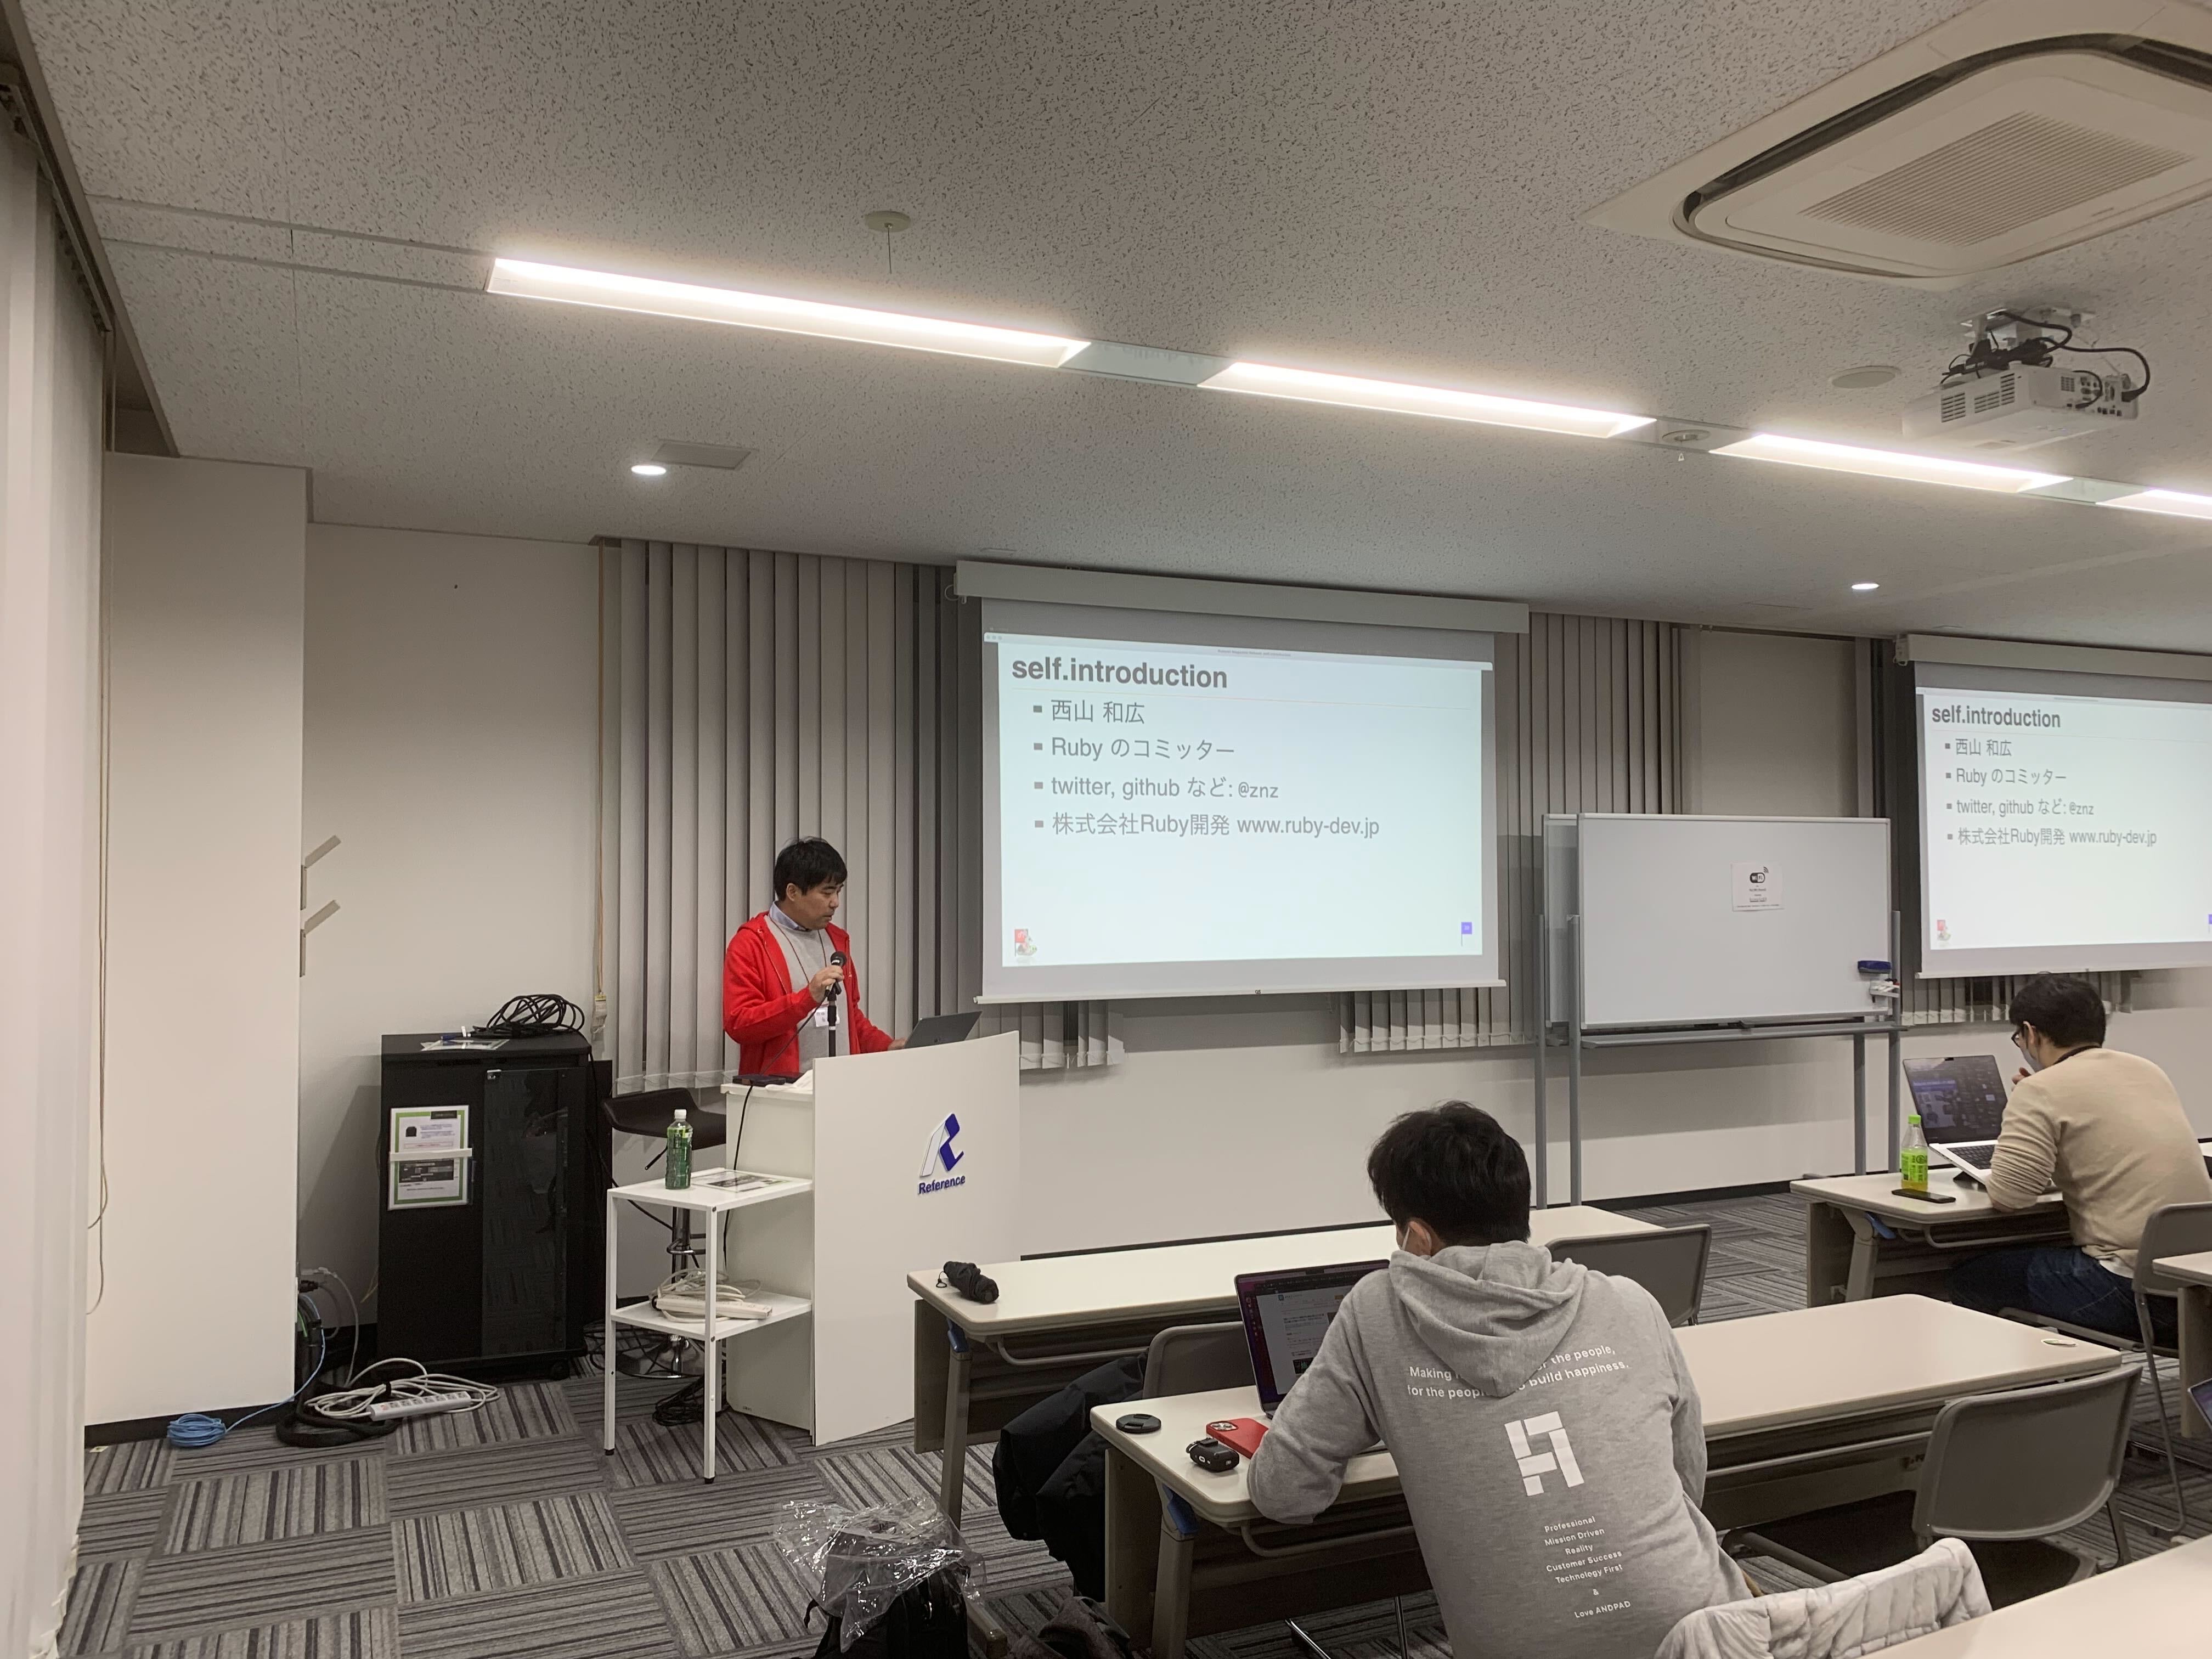 self.introduction
西山 和広
Ruby のコミッター
twitter, github など: @znz
株式会社Ruby開発 www.ruby-dev.jp
self.introduction
西山 和広
Ruby のコミッター
twitter, github など: @znz
株式会社Ruby開発 www.ruby-dev.jp
Reference
Making the people,
for the build happiness.
Professional
Mission Driven
Reality
Customer Success
Technology First
&
Love ANDPAD